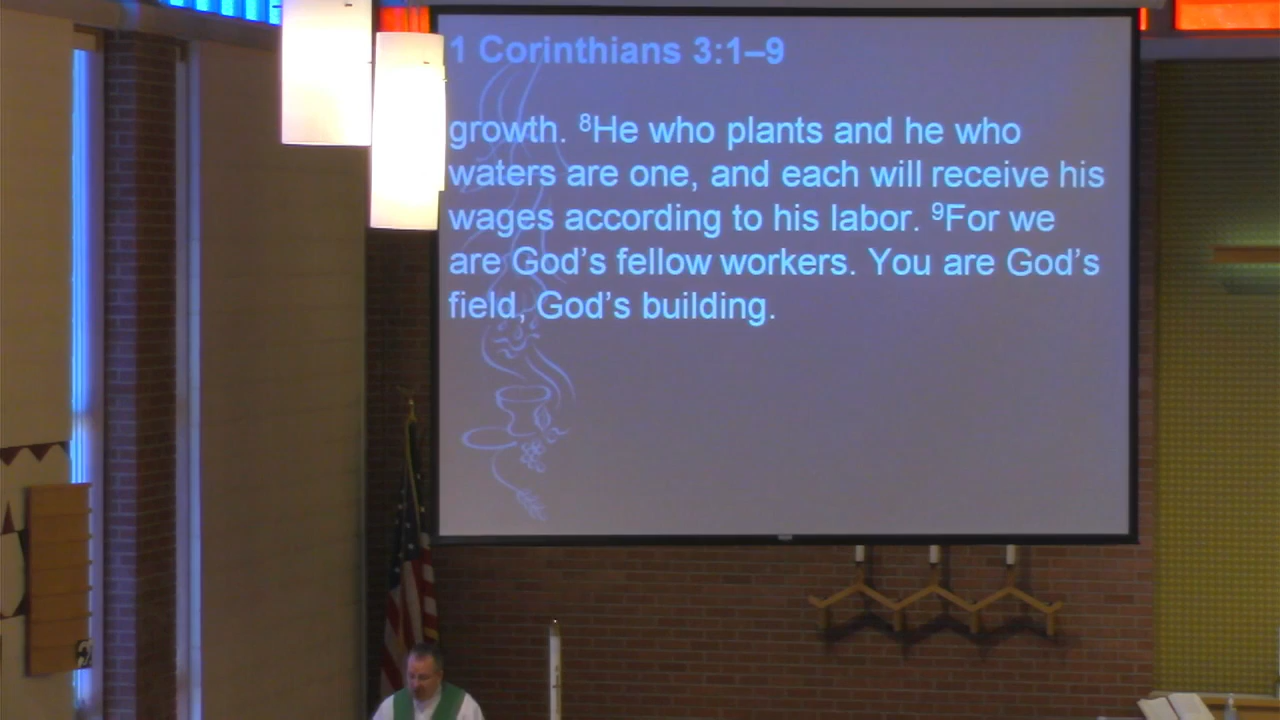 1 Corinthians 3:1–9
growth. ⁸He who plants and he who
waters are one, and each will receive his
wages according to his labor. ⁹For we
are God’s fellow workers. You are God’s
field, God’s building.